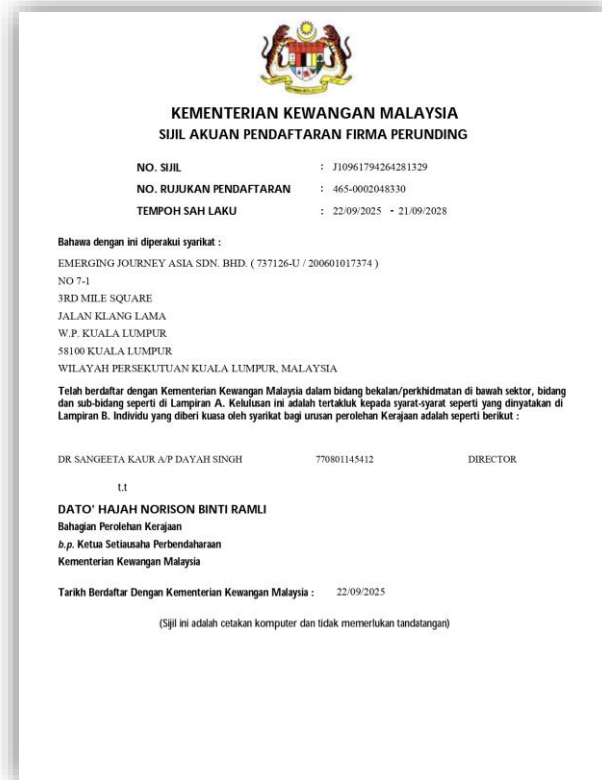 KEMENTERIAN KEWANGAN MALAYSIA
SIJIL AKUAN PENDAFTARAN FIRMA PERUNDING
NO. SIJIL : J10961794264281329
NO. RUJUKAN PENDAFTARAN : 465-0002048330
TEMPOH SAH LAKU : 22/09/2025 - 21/09/2028
Bahawa dengan ini diperakui syarikat :
EMERGING JOURNEY ASIA SDN. BHD. ( 737126-U / 200601017374 )
NO 7-1
3RD MILE SQUARE
JALAN KLANG LAMA
W.P. KUALA LUMPUR
58100 KUALA LUMPUR
WILAYAH PERSEKUTUAN KUALA LUMPUR, MALAYSIA
Telah berdaftar dengan Kementerian Kewangan Malaysia dalam bidang bekalan/perkhidmatan di bawah sektor, bidang
dan sub-bidang seperti di Lampiran A. Kelulusan ini adalah tertakluk kepada syarat-syarat seperti yang dinyatakan di
Lampiran B. Individu yang diberi kuasa oleh syarikat bagi urusan perolehan Kerajaan adalah seperti berikut :
DR SANGEETA KAUR A/P DAYAH SINGH 770801145412 DIRECTOR
t.t
DATO' HAJAH NORISON BINTI RAMLI
Bahagian Perolehan Kerajaan
b.p. Ketua Setiausaha Perbendaharaan
Kementerian Kewangan Malaysia
Tarikh Berdaftar Dengan Kementerian Kewangan Malaysia : 22/09/2025
(Sijil ini adalah cetakan komputer dan tidak memerlukan tandatangan)